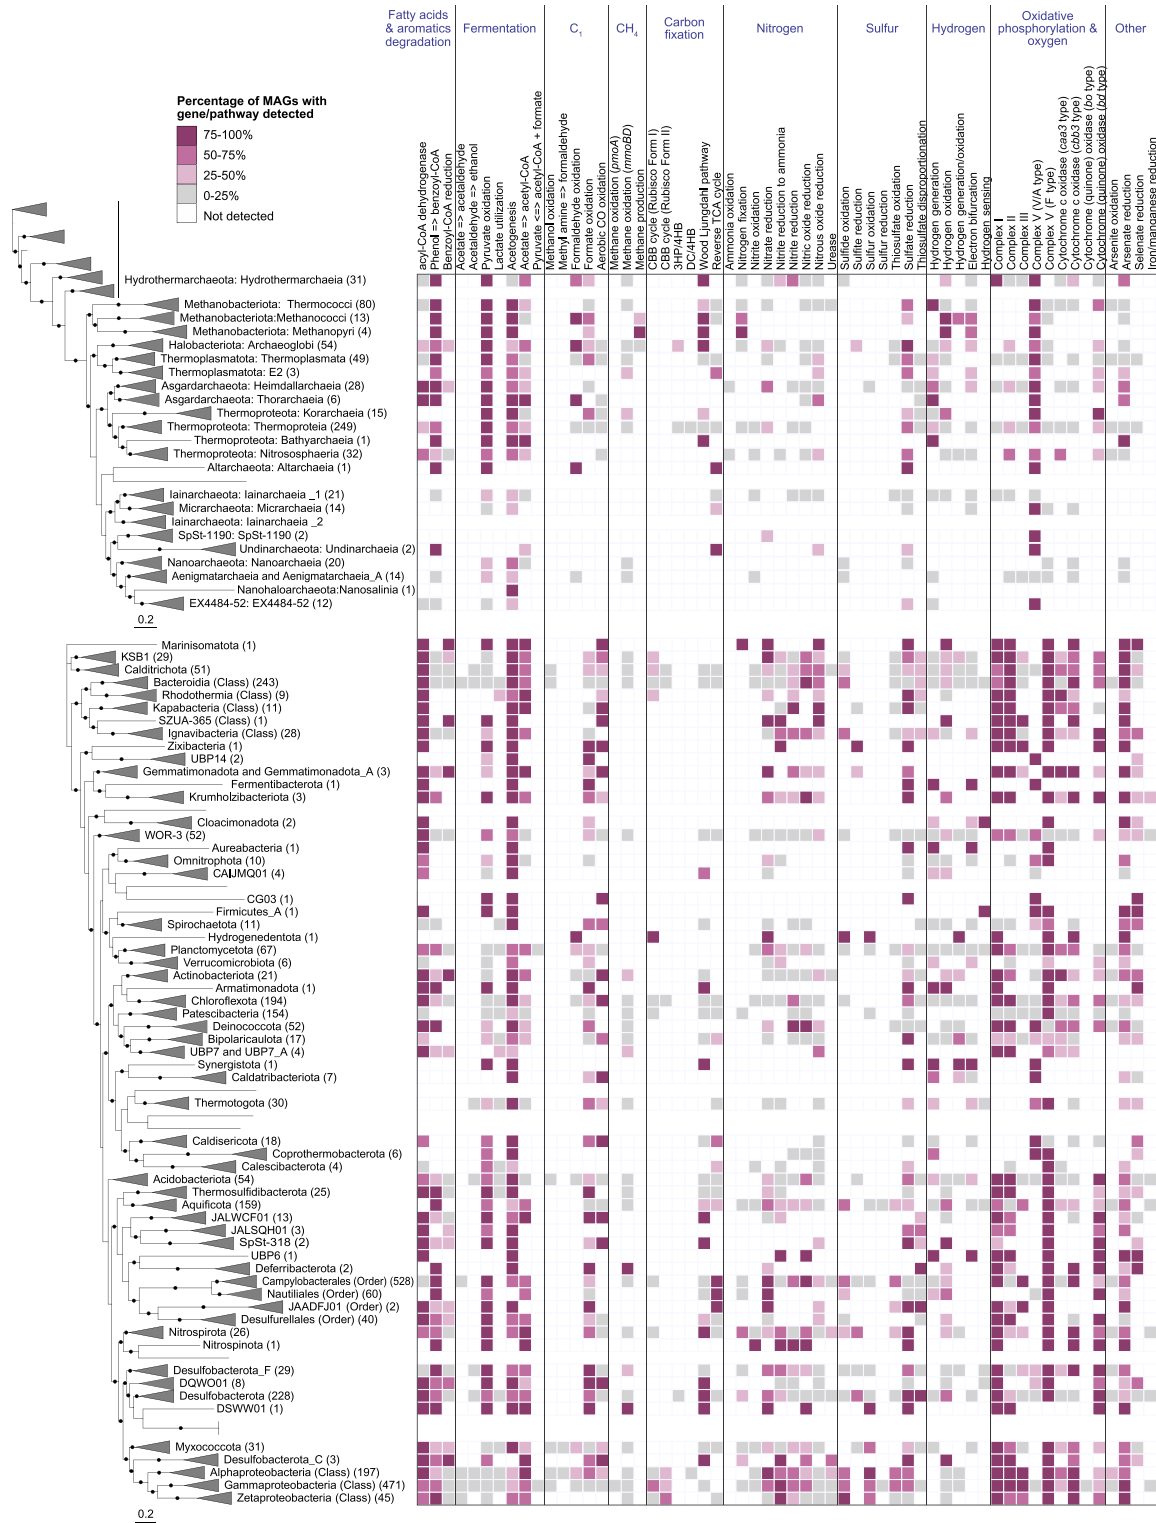 Fatty acids
& aromatics
degradation
Fermentation
C1
CH4
Carbon
fixation
Nitrogen
Sulfur
Hydrogen
Oxidative
phosphorylation &
oxygen
Other
Percentage of MAGs with
gene/pathway detected
75-100%
50-75%
25-50%
0-25%
Not detected
acyl-CoA dehydrogenase
Phenol => benzoyl-CoA
Benzoyl-CoA reduction
Acetate => acetaldehyde
Acetaldehyde => ethanol
Pyruvate oxidation
Lactate utilization
Acetogenesis
Acetate => acetyl-CoA
Pyruvate <=> acetyl-CoA + formate
Methanol oxidation
Methyl amine => formaldehyde
Formaldehyde oxidation
Formate oxidation
Aerobic CO oxidation
Methane oxidation (pmoA)
Methane oxidation (mmoBD)
Methane production
CBB cycle (Rubisco Form I)
CBB cycle (Rubisco Form II)
3HP/4HB
DC/4HB
Wood Ljungdahl pathway
Reverse TCA cycle
Ammonia oxidation
Nitrogen fixation
Nitrite oxidation
Nitrate reduction
Nitrite reduction to ammonia
Nitrite reduction
Nitric oxide reduction
Nitrous oxide reduction
Urease
Sulfide oxidation
Sulfite reduction
Sulfur oxidation
Sulfur reduction
Thiosulfate oxidation
Sulfate reduction
Thiosulfate disproportionation
Hydrogen generation
Hydrogen oxidation
Hydrogen generation/oxidation
Electron bifurcation
Hydrogen sensing
Complex I
Complex II
Complex III
Complex V (V/A type)
Complex V (F type)
Cytochrome c oxidase (caa3 type)
Cytochrome c oxidase (cbb3 type)
Cytochrome (quinone) oxidase (bo type)
Cytochrome (quinone) oxidase (bd type)
Arsenite oxidation
Arsenate reduction
Selenate reduction
Iron/manganese reduction
Hydrothermarchaeota: Hydrothermarchaeia (31)
Methanobacteriota: Thermococci (80)
Methanobacteriota:Methanococci (13)
Methanobacteriota: Methanopyri (4)
Halobacteriota: Archaeoglobi (54)
Thermoplasmatota: Thermoplasmata (49)
Thermoplasmatota: E2 (3)
Asgardarchaeota: Heimdallarchaeia (28)
Asgardarchaeota: Thorarchaeia (6)
Thermoproteota: Korarchaeia (15)
Thermoproteota: Thermoproteia (249)
Thermoproteota: Bathyarchaeia (1)
Thermoproteota: Nitrososphaeria (32)
Altarchaeota: Altarchaeia (1)
Iainarchaeota: Iainarchaeia _1 (21)
Micrarchaeota: Micrarchaeia (14)
Iainarchaeota: Iainarchaeia _2
SpSt-1190: SpSt-1190 (2)
Undinarchaeota: Undinarchaeia (2)
Nanoarchaeota: Nanoarchaeia (20)
Aenigmatarchaeia and Aenigmatarchaeia_A (14)
Nanohaloarchaeota:Nanosalinia (1)
EX4484-52: EX4484-52 (12)
0.2
Marinisomatota (1)
KSB1 (29)
Calditrichota (51)
Bacteroidia (Class) (243)
Rhodothermia (Class) (9)
Kapabacteria (Class) (11)
SZUA-365 (Class) (1)
Ignavibacteria (Class) (28)
Zixibacteria (1)
UBP14 (2)
Gemmatimonadota and Gemmatimonadota_A (3)
Fermentibacterota (1)
Krumholzibacteriota (3)
Cloacimonadota (2)
WOR-3 (52)
Aureabacteria (1)
Omnitrophota (10)
CAIJMQ01 (4)
CG03 (1)
Firmicutes_A (1)
Spirochaetota (11)
Hydrogenedentota (1)
Planctomycetota (67)
Verrucomicrobiota (6)
Actinobacteriota (21)
Armatimonadota (1)
Chloroflexota (194)
Patescibacteria (154)
Deinococcota (52)
Bipolaricaulota (17)
UBP7 and UBP7_A (4)
Synergistota (1)
Caldatribacteriota (7)
Thermotogota (30)
Caldisericota (18)
Coprothermobacterota (6)
Calescibacterota (4)
Acidobacteriota (54)
Thermosulfidibacterota (25)
Aquificota (159)
JALWCF01 (13)
JALSQH01 (3)
SpSt-318 (2)
UBP6 (1)
Deferribacterota (2)
Campylobacterales (Order) (528)
Nautiliales (Order) (60)
JAADFJ01 (Order) (2)
Desulfurellales (Order) (40)
Nitrospirota (26)
Nitrospinota (1)
Desulfobacterota_F (29)
DQWO01 (8)
Desulfobacterota (228)
DSWW01 (1)
Myxococcota (31)
Desulfobacterota_C (3)
Alphaproteobacteria (Class) (197)
Gammaproteobacteria (Class) (471)
Zetaproteobacteria (Class) (45)
0.2